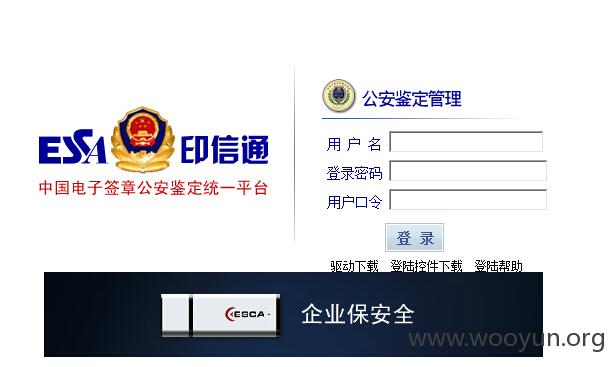 ESSA 印信通
中国电子签章公安鉴定统一平台
公安鉴定管理
用户名
登录密码
用户口令
登录
驱动下载 登陆控件下载 登陆帮助
ESCA
企业保安全
www.wooyun.org